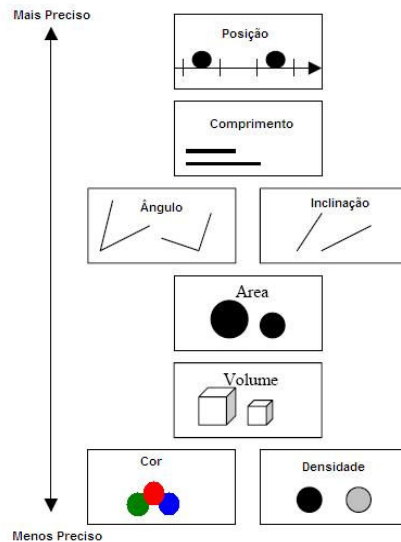 Mais Preciso
Posição
Comprimento
Ângulo
Inclinação
Area
Volume
Cor
Densidade
Menos Preciso